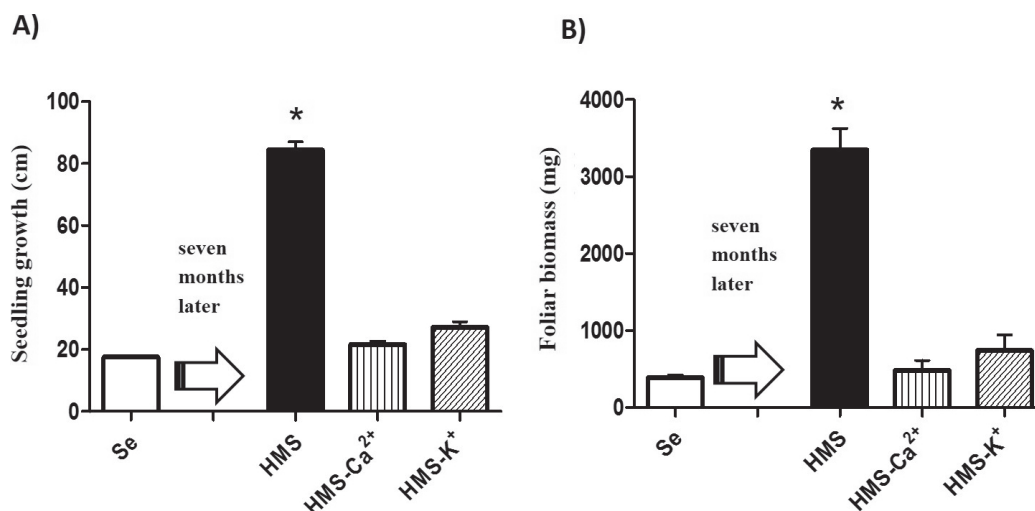 A)
Seedling growth (cm)
100
80
60
40
20
0
*
seven
months
later
Se
HMS
HMS-Ca²⁺
HMS-K⁺
B)
Foliar biomass (mg)
4000
3000
2000
1000
0
*
seven
months
later
Se
HMS
HMS-Ca²⁺
HMS-K⁺